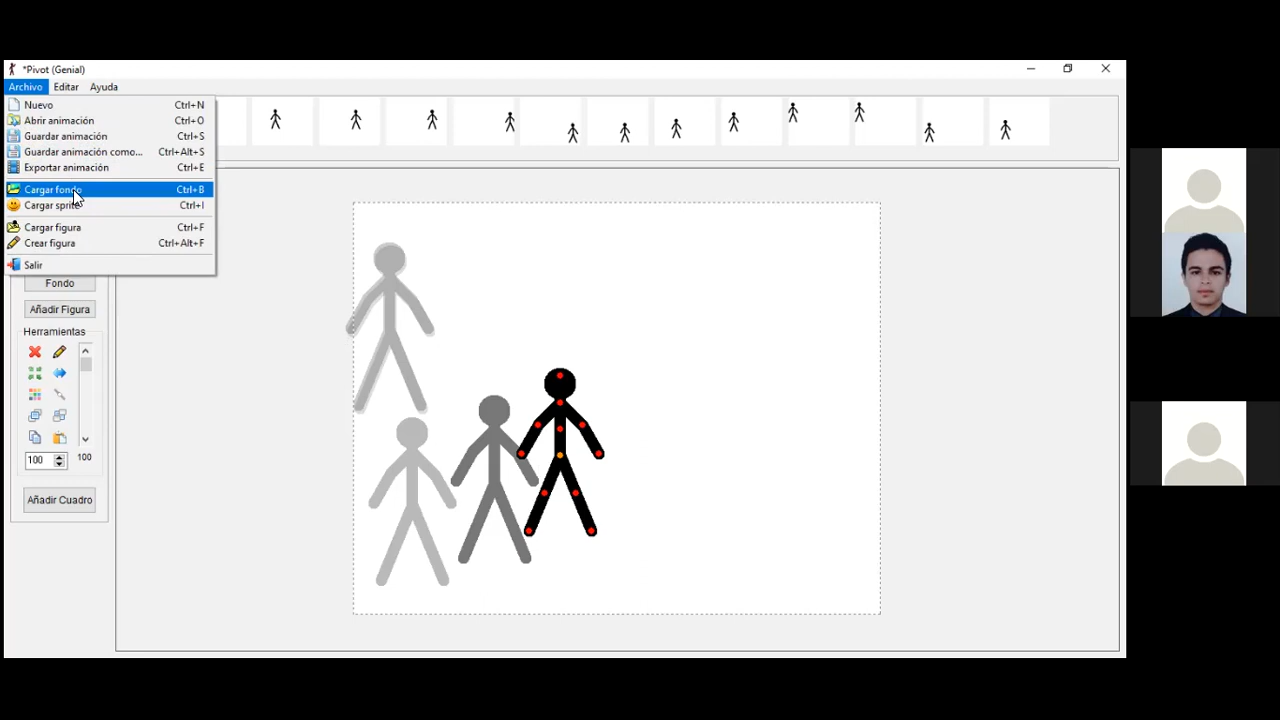 *Pivot (Genial)
Archivo Editar Ayuda
Nuevo Ctrl+N
Abrir animación Ctrl+O
Guardar animación Ctrl+S
Guardar animación como... Ctrl+Alt+S
Exportar animación Ctrl+E
Cargar fondo Ctrl+B
Cargar sprite Ctrl+I
Cargar figura Ctrl+F
Crear figura Ctrl+Alt+F
Salir
Fondo
Añadir Figura
Herramientas
100 100
Añadir Cuadro